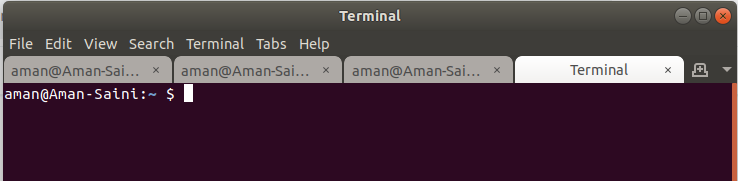 Terminal
File Edit View Search Terminal Tabs Help
aman@Aman-Sai... × aman@Aman-Sai... × aman@Aman-Sai... × Terminal ×
aman@Aman-Saini:~ $